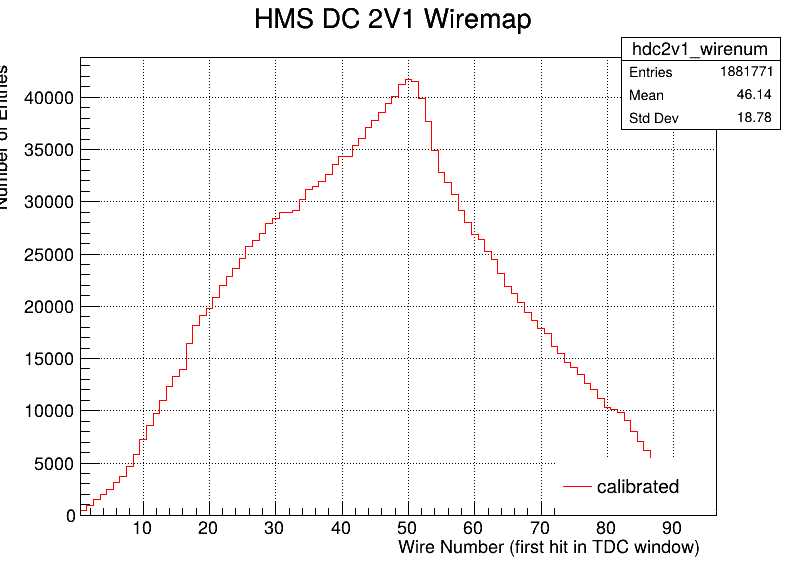 HMS DC 2V1 Wiremap
hdc2v1_wirenum
Entries 1881771
Mean 46.14
Std Dev 18.78
Number of Entries
40000
35000
30000
25000
20000
15000
10000
5000
0
calibrated
10 20 30 40 50 60 70 80 90
Wire Number (first hit in TDC window)